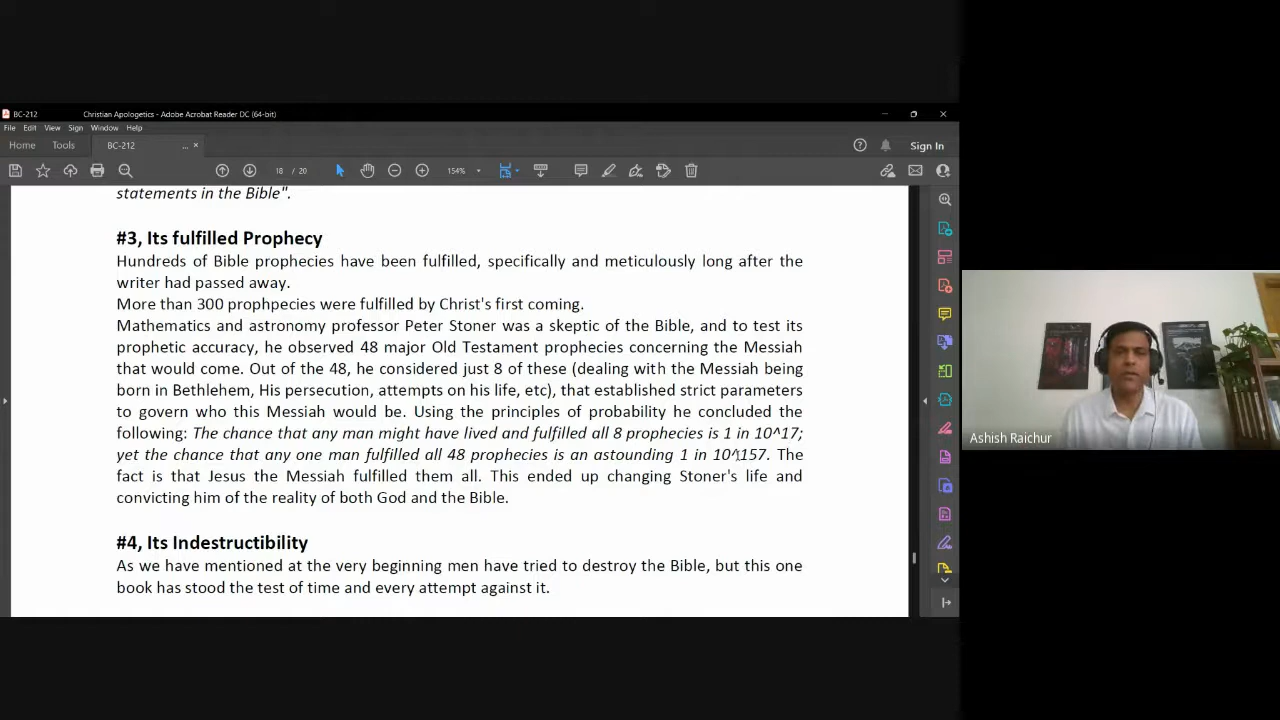 BC-212
Christian Apologetics - Adobe Acrobat Reader DC (64-bit)
File Edit View Sign Window Help
Home Tools BC-212 ... × Sign In
18 / 20 154%
statements in the Bible".
#3, Its fulfilled Prophecy
Hundreds of Bible prophecies have been fulfilled, specifically and meticulously long after the
writer had passed away.
More than 300 prophpecies were fulfilled by Christ's first coming.
Mathematics and astronomy professor Peter Stoner was a skeptic of the Bible, and to test its
prophetic accuracy, he observed 48 major Old Testament prophecies concerning the Messiah
that would come. Out of the 48, he considered just 8 of these (dealing with the Messiah being
born in Bethlehem, His persecution, attempts on his life, etc), that established strict parameters
to govern who this Messiah would be. Using the principles of probability he concluded the
following: The chance that any man might have lived and fulfilled all 8 prophecies is 1 in 10^17;
yet the chance that any one man fulfilled all 48 prophecies is an astounding 1 in 10^157. The
fact is that Jesus the Messiah fulfilled them all. This ended up changing Stoner's life and
convicting him of the reality of both God and the Bible.
#4, Its Indestructibility
As we have mentioned at the very beginning men have tried to destroy the Bible, but this one
book has stood the test of time and every attempt against it.
Ashish Raichur